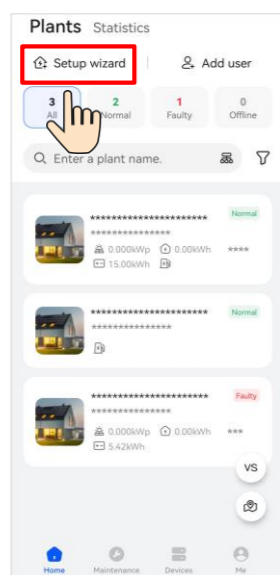 Plants Statistics
Setup wizard Add user
3 2 1 0
All Normal Faulty Offline
Enter a plant name.
*********************** Normal
***************
0.000kWp 0.00kWh ****
15.00kWh
*********************** Normal
***************
*********************** Faulty
***************
0.000kWp 0.00kWh ***
5.42kWh
VS
Home Maintenance Devices Me